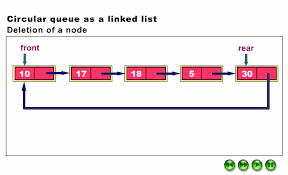 Circular queue as a linked list
Deletion of a node
front rear
10 17 18 5 30